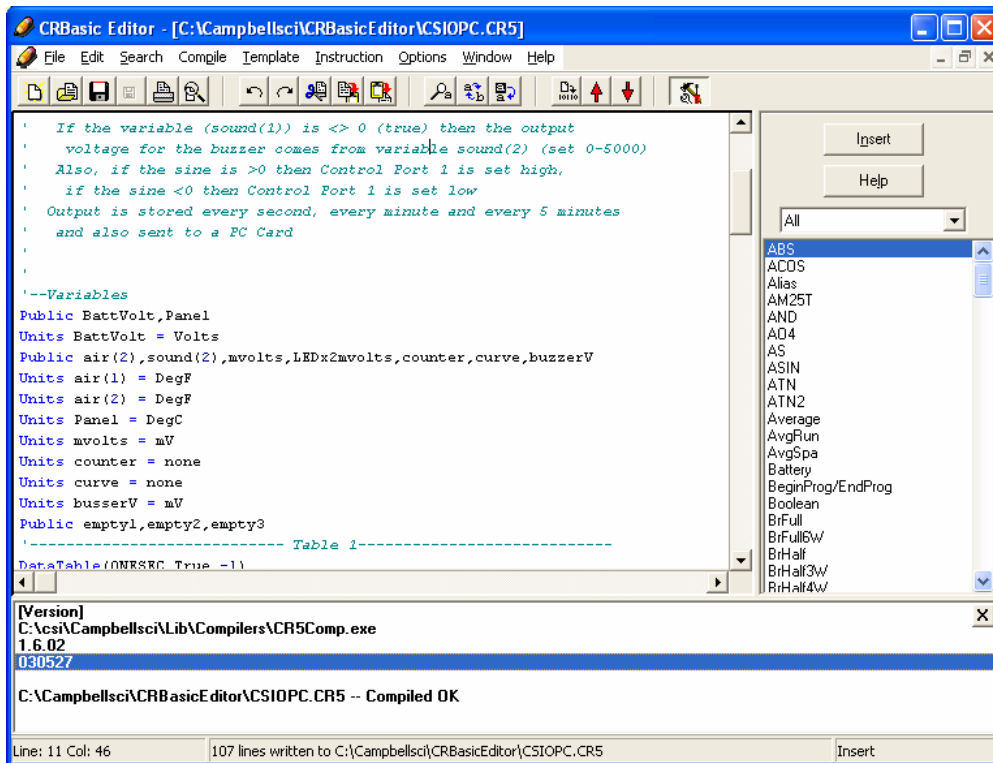 CRBasic Editor - [C:\Campbellsci\CRBasicEditor\CSIOPC.CR5]
File Edit Search Compile Template Instruction Options Window Help
' If the variable (sound(1)) is <> 0 (true) then the output
' voltage for the buzzer comes from variable sound(2) (set 0-5000)
' Also, if the sine is >0 then Control Port 1 is set high,
' if the sine <0 then Control Port 1 is set low
' Output is stored every second, every minute and every 5 minutes
' and also sent to a PC Card
'
'
'--Variables
Public BattVolt,Panel
Units BattVolt = Volts
Public air(2),sound(2),mvolts,LEDx2mvolts,counter,curve,buzzerV
Units air(1) = DegF
Units air(2) = DegF
Units Panel = DegC
Units mvolts = mV
Units counter = none
Units curve = none
Units busserV = mV
Public empty1,empty2,empty3
'---------------------------- Table 1----------------------------
DataTable(ONESEC,True,-1)
Insert
Help
All
ABS
ACOS
Alias
AM25T
AND
AO4
AS
ASIN
ATN
ATN2
Average
AvgRun
AvgSpa
Battery
BeginProg/EndProg
Boolean
BrFull
BrFull6W
BrHalf
BrHalf3W
BrHalf4W
[Version]
C:\csi\Campbellsci\Lib\Compilers\CR5Comp.exe
1.6.02
030527
C:\Campbellsci\CRBasicEditor\CSIOPC.CR5 -- Compiled OK
Line: 11 Col: 46
107 lines written to C:\Campbellsci\CRBasicEditor\CSIOPC.CR5
Insert